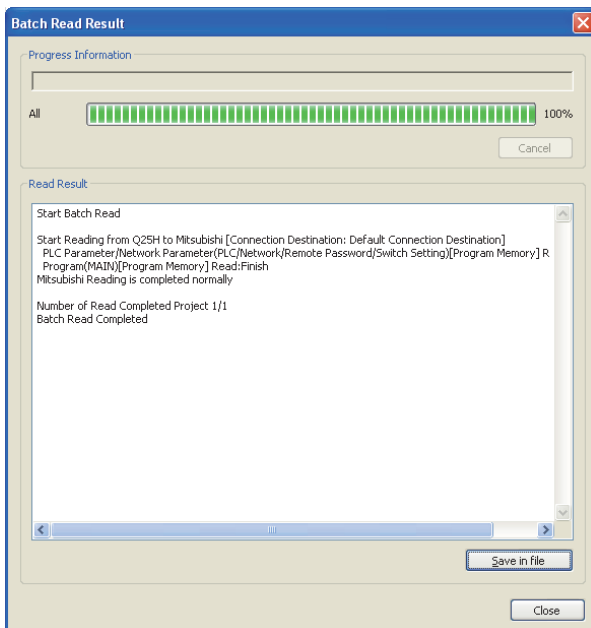 Batch Read Result
Progress Information
All
100%
Cancel
Read Result
Start Batch Read
Start Reading from Q25H to Mitsubishi [Connection Destination: Default Connection Destination]
PLC Parameter/Network Parameter(PLC/Network/Remote Password/Switch Setting)[Program Memory] R
Program(MAIN)[Program Memory] Read:Finish
Mitsubishi Reading is completed normally
Number of Read Completed Project 1/1
Batch Read Completed
Save in file
Close